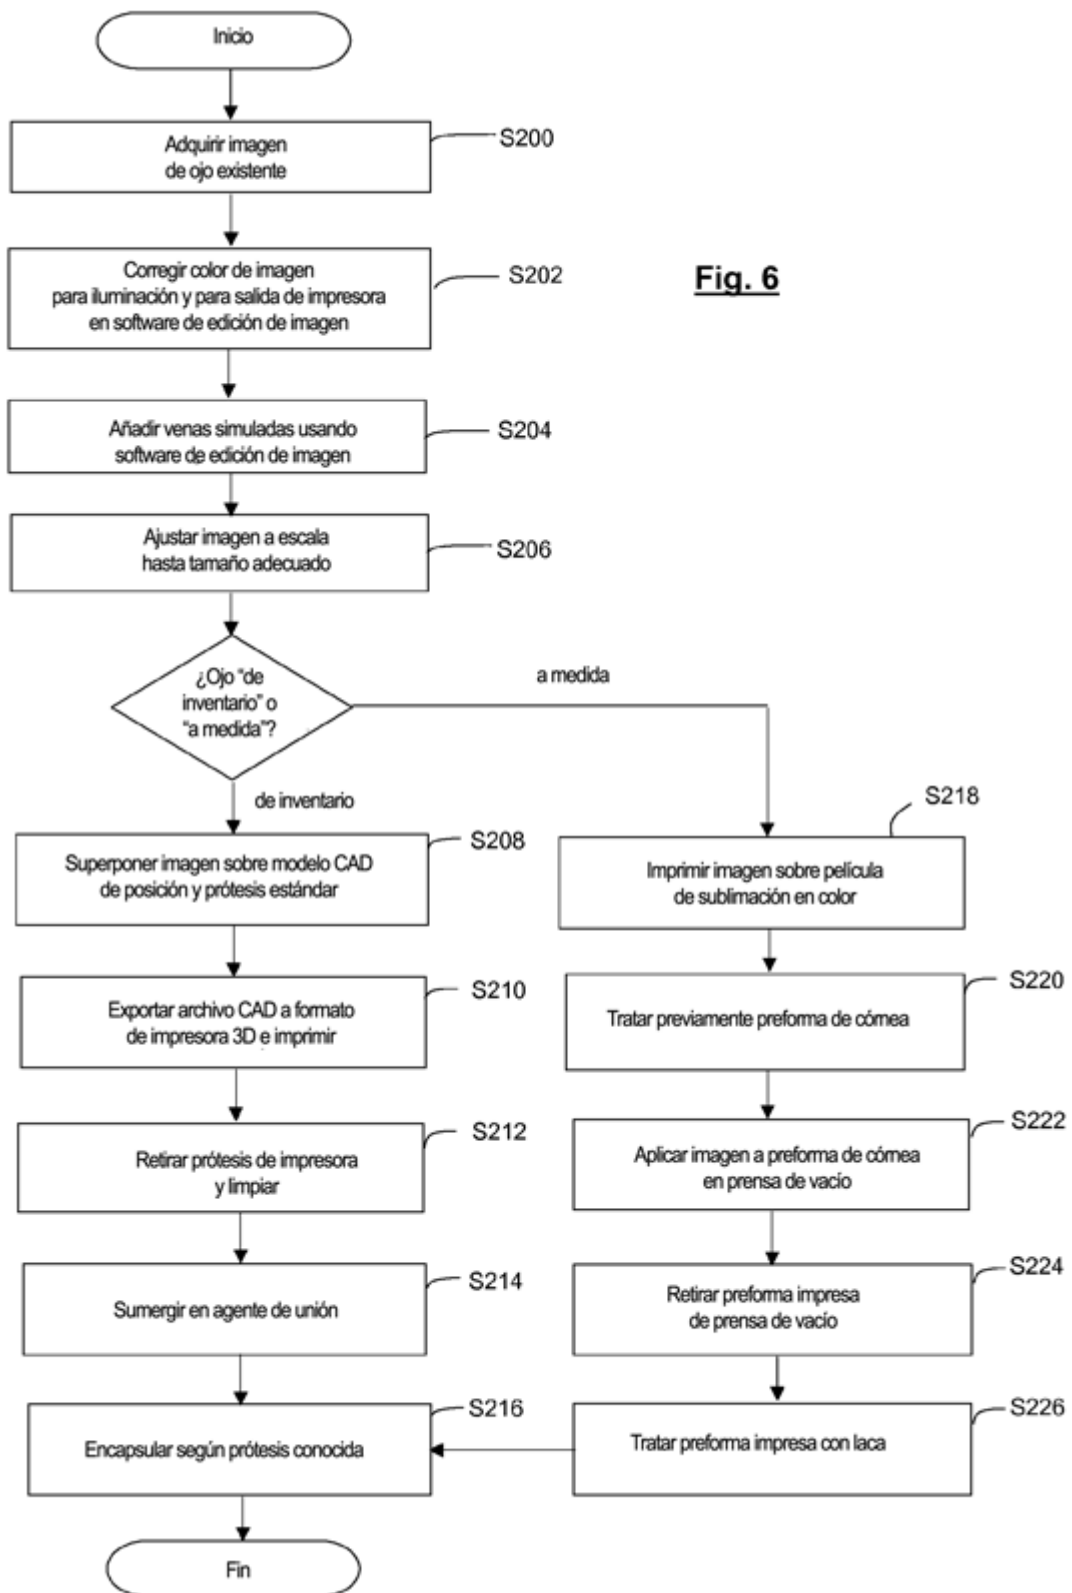 Inicio
Adquirir imagen
de ojo existente
S200
Corregir color de imagen
para iluminación y para salida de impresora
en software de edición de imagen
S202
Fig. 6
Añadir venas simuladas usando
software de edición de imagen
S204
Ajustar imagen a escala
hasta tamaño adecuado
S206
¿Ojo “de
inventario” o
“a medida”?
a medida
de inventario
Superponer imagen sobre modelo CAD
de posición y prótesis estándar
S208
Exportar archivo CAD a formato
de impresora 3D e imprimir
S210
Retirar prótesis de impresora
y limpiar
S212
Sumergir en agente de unión
S214
Encapsular según prótesis conocida
S216
Fin
Imprimir imagen sobre película
de sublimación en color
S218
Tratar previamente preforma de córnea
S220
Aplicar imagen a preforma de córnea
en prensa de vacío
S222
Retirar preforma impresa
de prensa de vacío
S224
Tratar preforma impresa con laca
S226